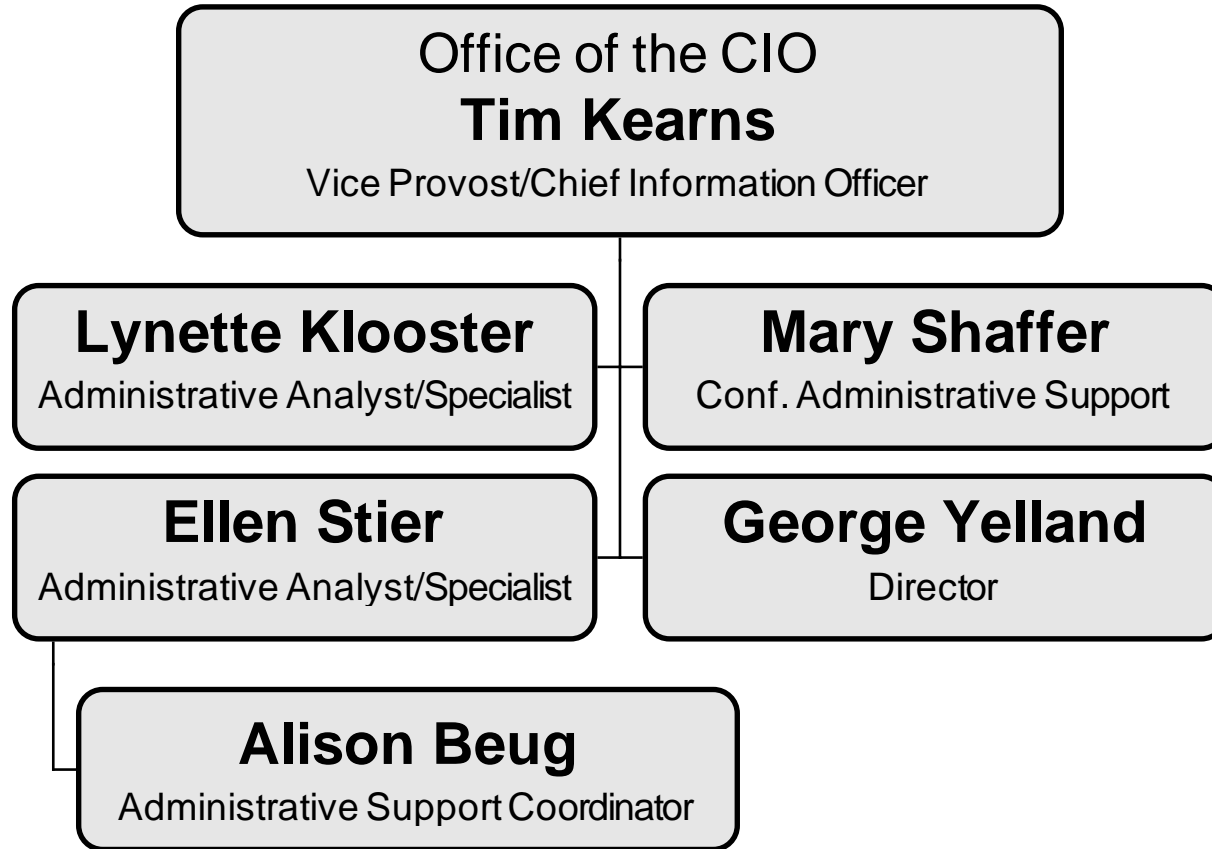 Office of the CIO
Tim Kearns
Vice Provost/Chief Information Officer
Lynette Klooster
Administrative Analyst/Specialist
Mary Shaffer
Conf. Administrative Support
Ellen Stier
Administrative Analyst/Specialist
George Yelland
Director
Alison Beug
Administrative Support Coordinator